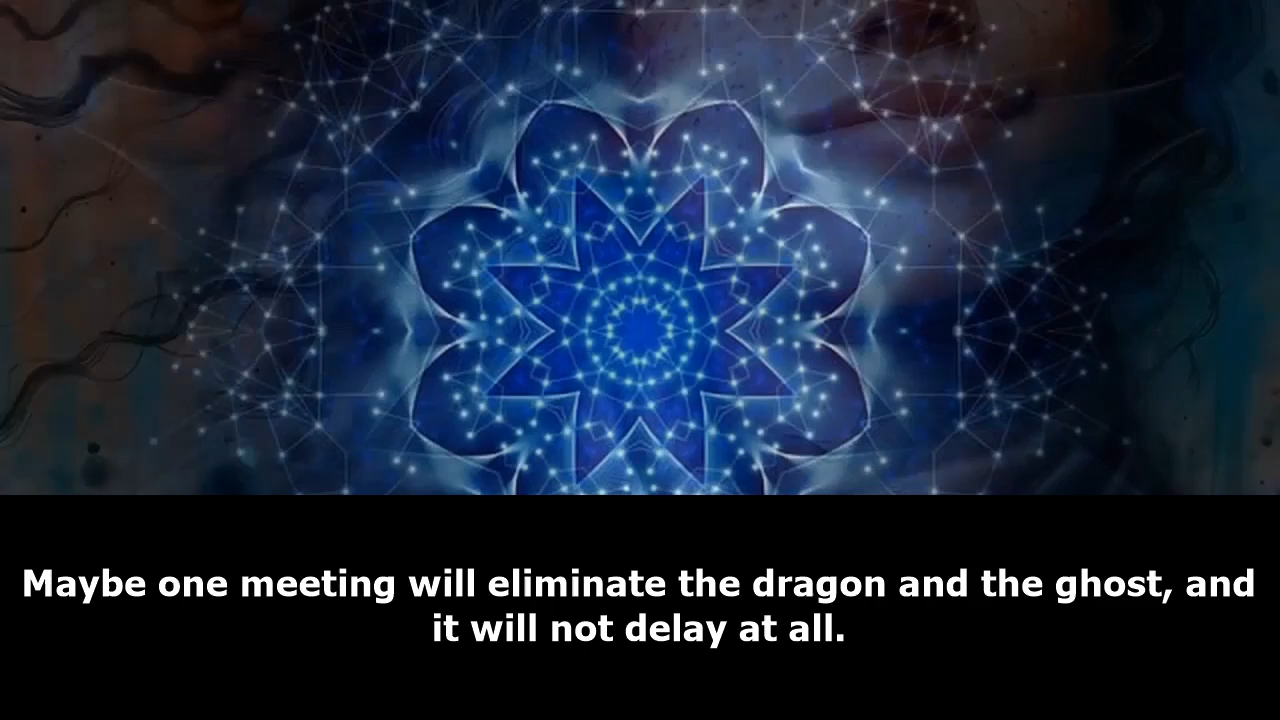 Maybe one meeting will eliminate the dragon and the ghost, and
it will not delay at all.